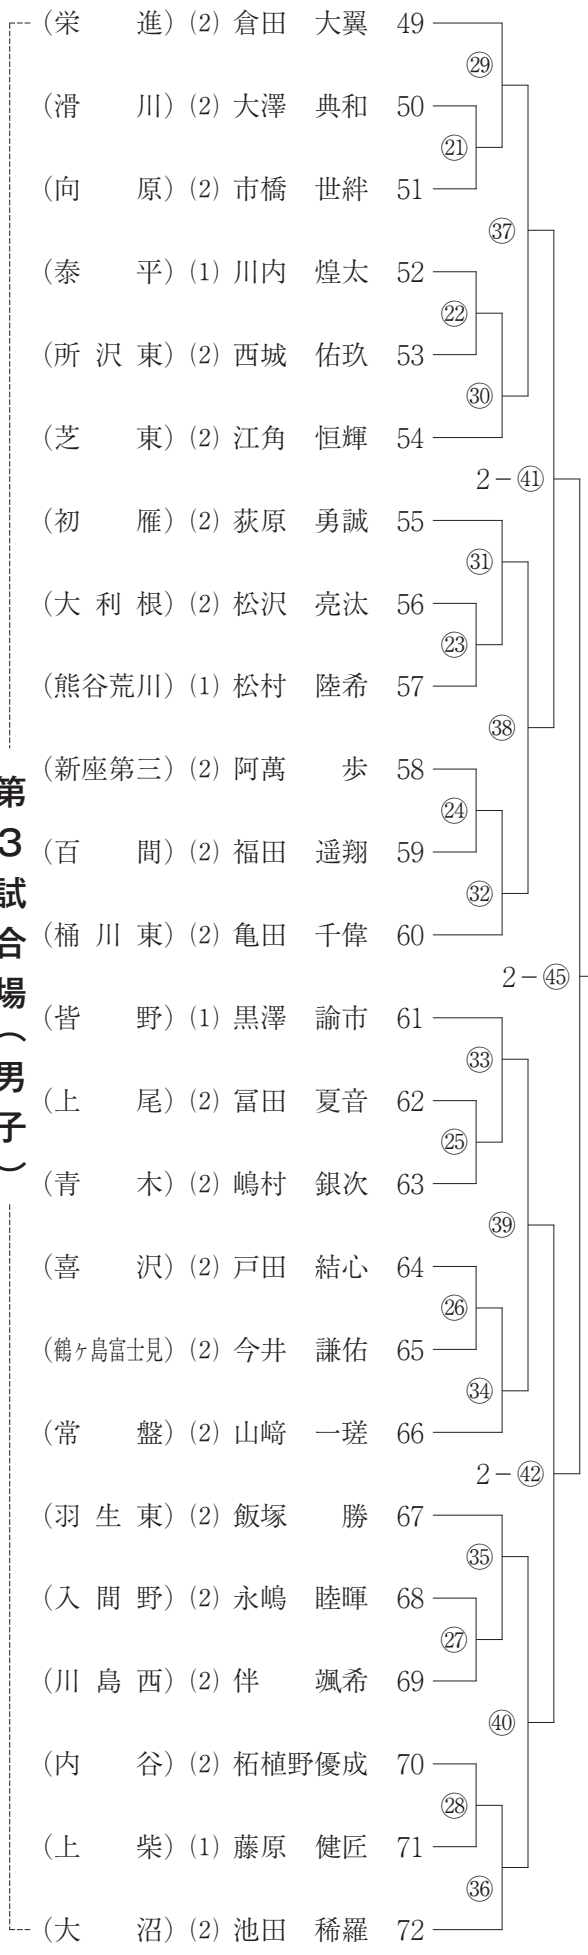 (栄進) (2) 倉田 大翼 49
㉙
(滑川) (2) 大澤 典和 50
㉑
(向原) (2) 市橋 世絆 51
㊲
(泰平) (1) 川内 煌太 52
㉒
(所沢東) (2) 西城 佑玖 53
㉚
(芝東) (2) 江角 恒輝 54
2-㊶
(初雁) (2) 荻原 勇誠 55
㉛
(大利根) (2) 松沢 亮汰 56
㉓
(熊谷荒川) (1) 松村 陸希 57
㊳
(新座第三) (2) 阿萬 歩 58
㉔
(百間) (2) 福田 遥翔 59
㉜
(桶川東) (2) 亀田 千偉 60
第3試合場(男子)
2-㊺
(皆野) (1) 黒澤 諭市 61
㉝
(上尾) (2) 冨田 夏音 62
㉕
(青木) (2) 嶋村 銀次 63
㊴
(喜沢) (2) 戸田 結心 64
㉖
(鶴ヶ島富士見) (2) 今井 謙佑 65
㉞
(常盤) (2) 山﨑 一瑳 66
2-㊷
(羽生東) (2) 飯塚 勝 67
㉟
(入間野) (2) 永嶋 睦暉 68
㉗
(川島西) (2) 伴 颯希 69
㊵
(内谷) (2) 柘植野優成 70
㉘
(上柴) (1) 藤原 健匠 71
㊱
(大沼) (2) 池田 稀羅 72